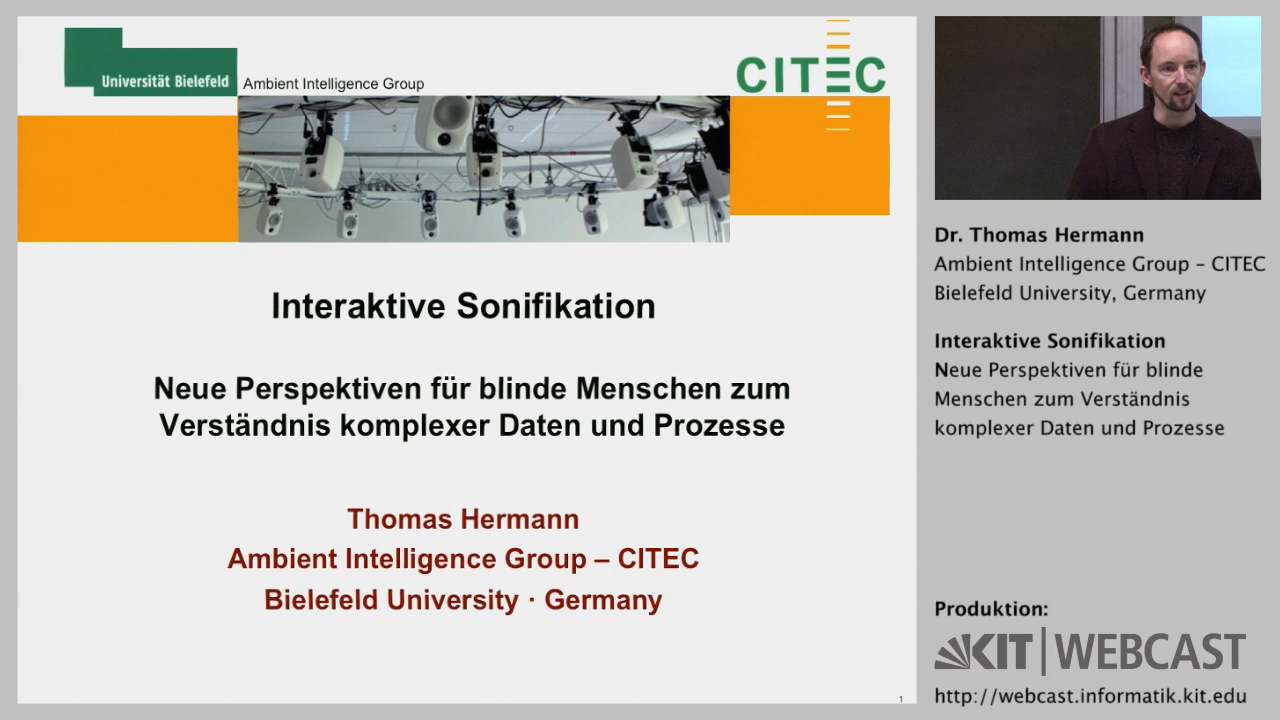 Universität Bielefeld
Ambient Intelligence Group
CITEC
Interaktive Sonifikation
Neue Perspektiven für blinde Menschen zum
Verständnis komplexer Daten und Prozesse
Thomas Hermann
Ambient Intelligence Group – CITEC
Bielefeld University · Germany
1
Dr. Thomas Hermann
Ambient Intelligence Group – CITEC
Bielefeld University, Germany
Interaktive Sonifikation
Neue Perspektiven für blinde
Menschen zum Verständnis
komplexer Daten und Prozesse
Produktion:
KIT WEBCAST
http://webcast.informatik.kit.edu